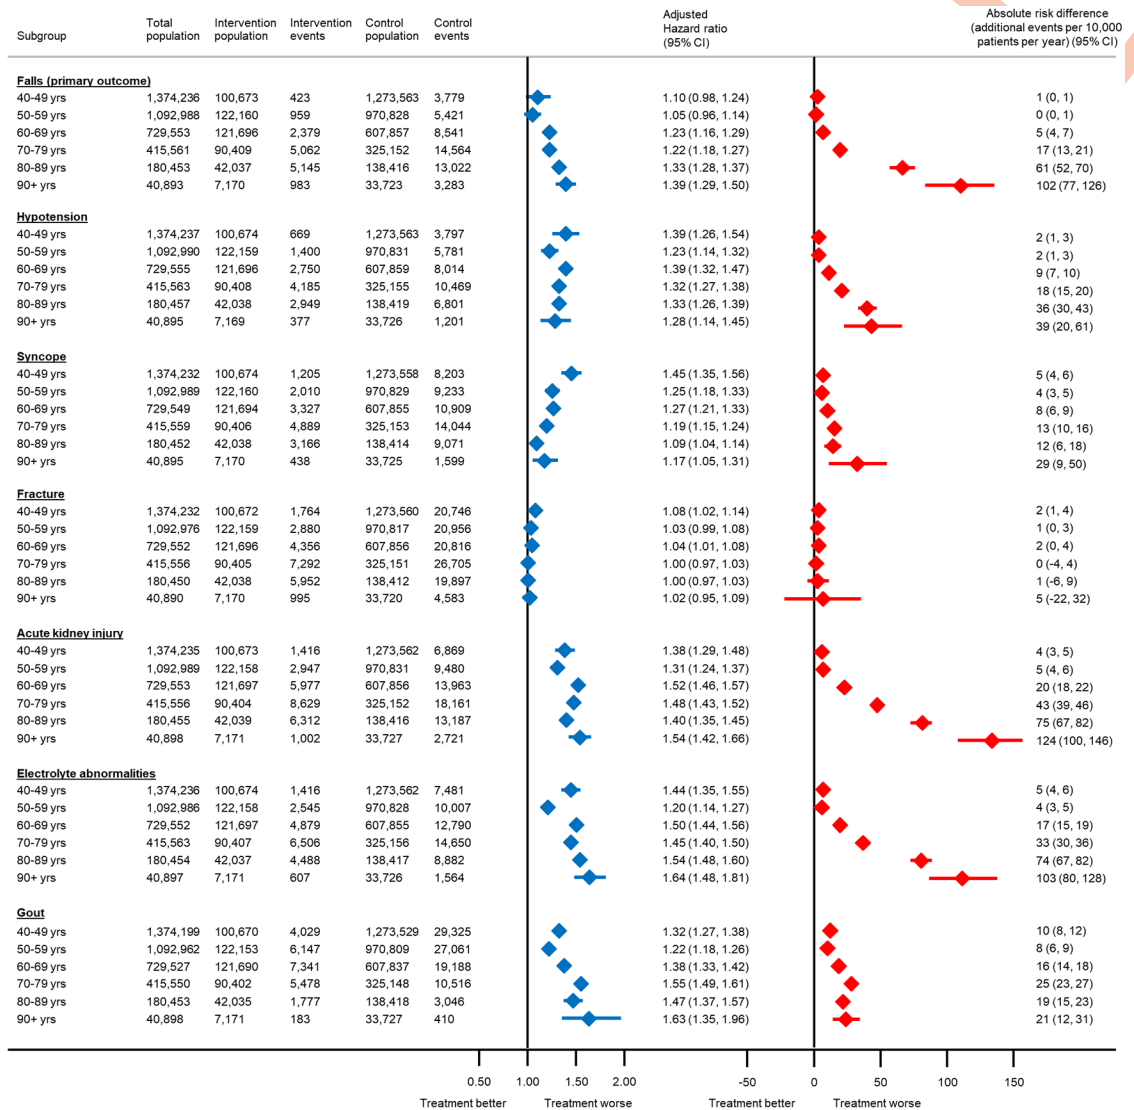 Subgroup Total population Intervention population Intervention events Control population Control events Adjusted Hazard ratio (95% CI) Absolute risk difference (additional events per 10,000 patients per year) (95% CI)
Falls (primary outcome)
40-49 yrs 1,374,236 100,673 423 1,273,563 3,779 1.10 (0.98, 1.24) 1 (0, 1)
50-59 yrs 1,092,988 122,160 959 970,828 5,421 1.05 (0.96, 1.14) 0 (0, 1)
60-69 yrs 729,553 121,696 2,379 607,857 8,541 1.23 (1.16, 1.29) 5 (4, 7)
70-79 yrs 415,561 90,409 5,062 325,152 14,564 1.22 (1.18, 1.27) 17 (13, 21)
80-89 yrs 180,453 42,037 5,145 138,416 13,022 1.33 (1.28, 1.37) 61 (52, 70)
90+ yrs 40,893 7,170 983 33,723 3,283 1.39 (1.29, 1.50) 102 (77, 126)
Hypotension
40-49 yrs 1,374,237 100,674 669 1,273,563 3,797 1.39 (1.26, 1.54) 2 (1, 3)
50-59 yrs 1,092,990 122,159 1,400 970,831 5,781 1.23 (1.14, 1.32) 2 (1, 3)
60-69 yrs 729,555 121,696 2,750 607,859 8,014 1.39 (1.32, 1.47) 9 (7, 10)
70-79 yrs 415,563 90,408 4,185 325,155 10,469 1.32 (1.27, 1.38) 18 (15, 20)
80-89 yrs 180,457 42,038 2,949 138,419 6,801 1.33 (1.26, 1.39) 36 (30, 43)
90+ yrs 40,895 7,169 377 33,726 1,201 1.28 (1.14, 1.45) 39 (20, 61)
Syncope
40-49 yrs 1,374,232 100,674 1,205 1,273,558 8,203 1.45 (1.35, 1.56) 5 (4, 6)
50-59 yrs 1,092,989 122,160 2,010 970,829 9,233 1.25 (1.18, 1.33) 4 (3, 5)
60-69 yrs 729,549 121,694 3,327 607,855 10,909 1.27 (1.21, 1.33) 8 (6, 9)
70-79 yrs 415,559 90,406 4,889 325,153 14,044 1.19 (1.15, 1.24) 13 (10, 16)
80-89 yrs 180,452 42,038 3,166 138,414 9,071 1.09 (1.04, 1.14) 12 (6, 18)
90+ yrs 40,895 7,170 438 33,725 1,599 1.17 (1.05, 1.31) 29 (9, 50)
Fracture
40-49 yrs 1,374,232 100,672 1,764 1,273,560 20,746 1.08 (1.02, 1.14) 2 (1, 4)
50-59 yrs 1,092,976 122,159 2,880 970,817 20,956 1.03 (0.99, 1.08) 1 (0, 3)
60-69 yrs 729,552 121,696 4,356 607,856 20,816 1.04 (1.01, 1.08) 2 (0, 4)
70-79 yrs 415,556 90,405 7,292 325,151 26,705 1.00 (0.97, 1.03) 0 (-4, 4)
80-89 yrs 180,450 42,038 5,952 138,412 19,897 1.00 (0.97, 1.03) 1 (-6, 9)
90+ yrs 40,890 7,170 995 33,720 4,583 1.02 (0.95, 1.09) 5 (-22, 32)
Acute kidney injury
40-49 yrs 1,374,235 100,673 1,416 1,273,562 6,869 1.38 (1.29, 1.48) 4 (3, 5)
50-59 yrs 1,092,989 122,158 2,947 970,831 9,480 1.31 (1.24, 1.37) 5 (4, 6)
60-69 yrs 729,553 121,697 5,977 607,856 13,963 1.52 (1.46, 1.57) 20 (18, 22)
70-79 yrs 415,556 90,404 8,629 325,152 18,161 1.48 (1.43, 1.52) 43 (39, 46)
80-89 yrs 180,455 42,039 6,312 138,416 13,187 1.40 (1.35, 1.45) 75 (67, 82)
90+ yrs 40,898 7,171 1,002 33,727 2,721 1.54 (1.42, 1.66) 124 (100, 146)
Electrolyte abnormalities
40-49 yrs 1,374,236 100,674 1,416 1,273,562 7,481 1.44 (1.35, 1.55) 5 (4, 6)
50-59 yrs 1,092,986 122,158 2,545 970,828 10,007 1.20 (1.14, 1.27) 4 (3, 5)
60-69 yrs 729,552 121,697 4,879 607,855 12,790 1.50 (1.44, 1.56) 17 (15, 19)
70-79 yrs 415,563 90,407 6,506 325,156 14,650 1.45 (1.40, 1.50) 33 (30, 36)
80-89 yrs 180,454 42,037 4,488 138,417 8,882 1.54 (1.48, 1.60) 74 (67, 82)
90+ yrs 40,897 7,171 607 33,726 1,564 1.64 (1.48, 1.81) 103 (80, 128)
Gout
40-49 yrs 1,374,199 100,670 4,029 1,273,529 29,325 1.32 (1.27, 1.38) 10 (8, 12)
50-59 yrs 1,092,962 122,153 6,147 970,809 27,061 1.22 (1.18, 1.26) 8 (6, 9)
60-69 yrs 729,527 121,690 7,341 607,837 19,188 1.38 (1.33, 1.42) 16 (14, 18)
70-79 yrs 415,550 90,402 5,478 325,148 10,516 1.55 (1.49, 1.61) 25 (23, 27)
80-89 yrs 180,453 42,035 1,777 138,418 3,046 1.47 (1.37, 1.57) 19 (15, 23)
90+ yrs 40,898 7,171 183 33,727 410 1.63 (1.35, 1.96) 21 (12, 31)
0.50 1.00 1.50 2.00 -50 0 50 100 150
Treatment better Treatment worse Treatment better Treatment worse